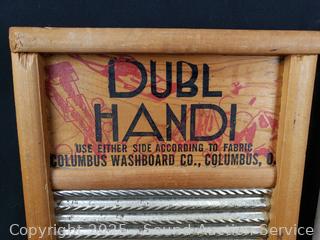 DUBL
HANDI
USE EITHER SIDE ACCORDING TO FABRIC
COLUMBUS WASHBOARD CO., COLUMBUS, O.
Copyright 2025 - Sound Auction Service